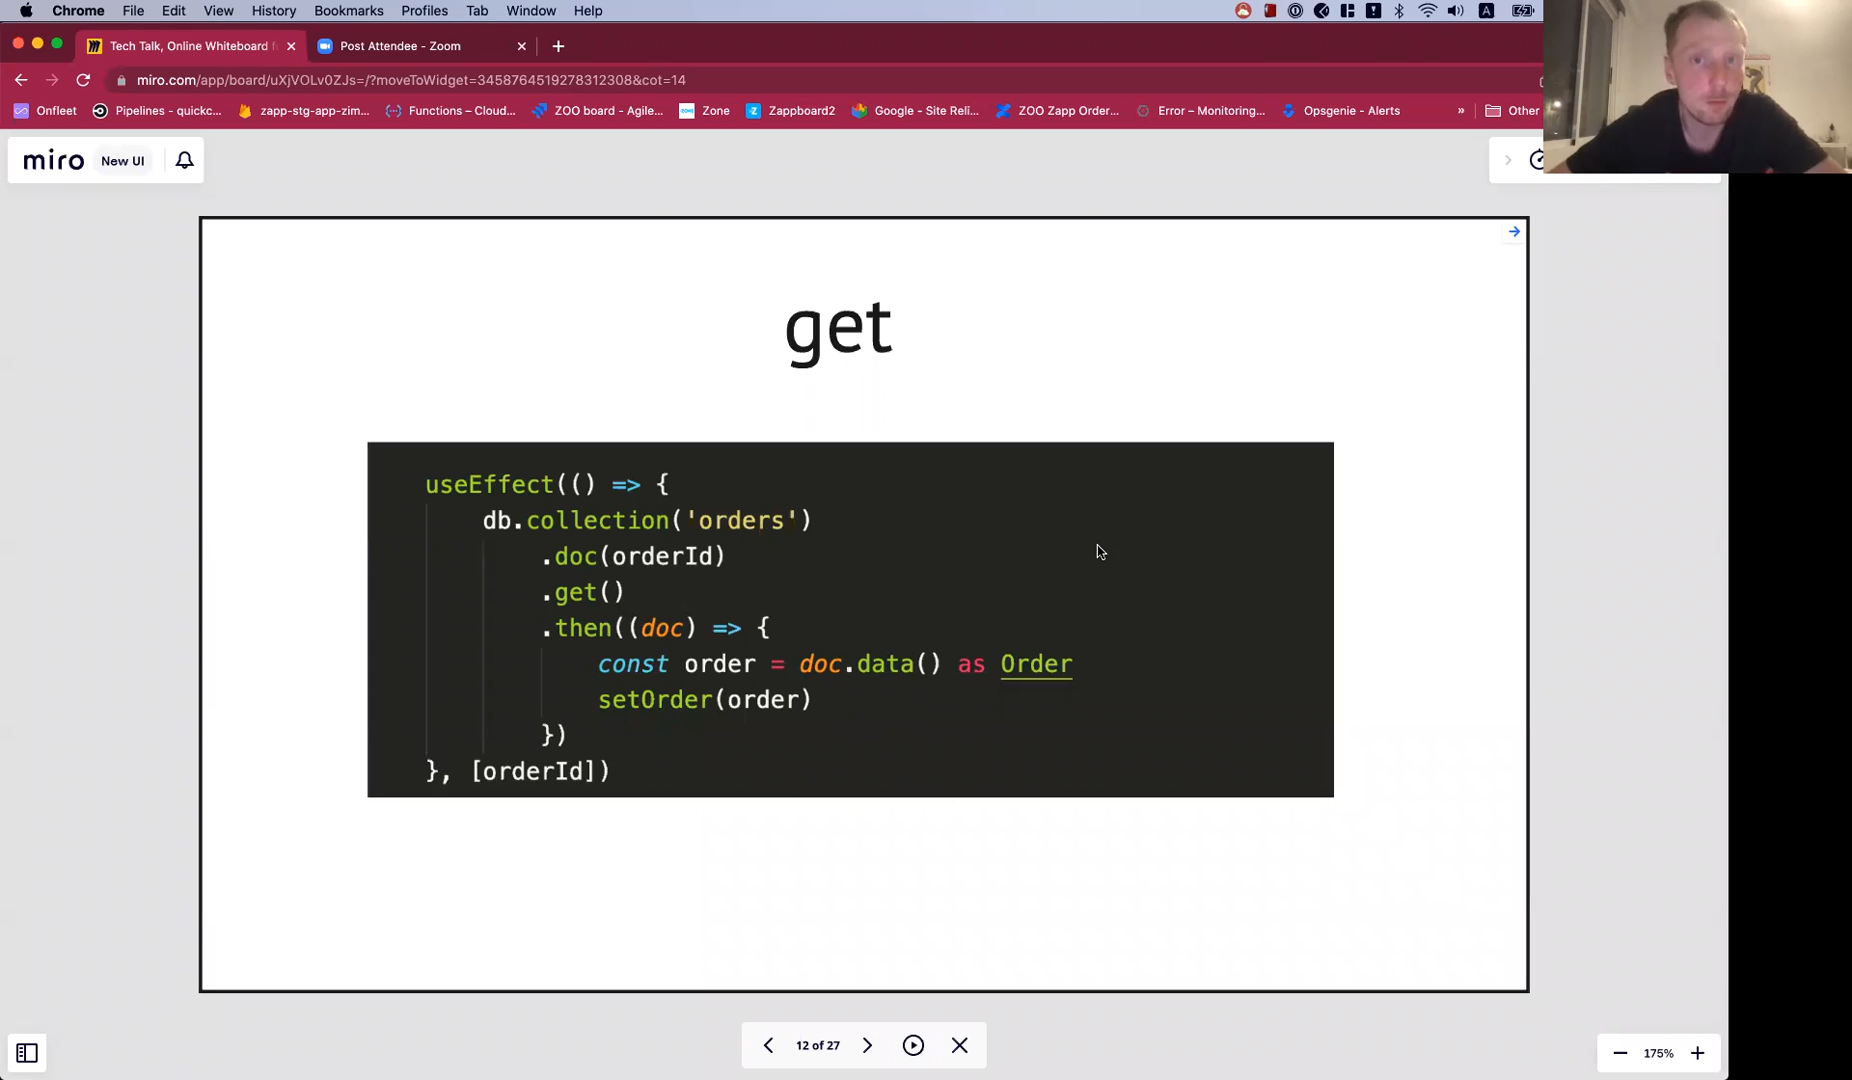 Chrome File Edit View History Bookmarks Profiles Tab Window Help
Tech Talk, Online Whiteboard f
Post Attendee - Zoom
miro.com/app/board/uXjVOLv0ZJs=/?moveToWidget=3458764519278312308&cot=14
Onfleet Pipelines - quickc... zapp-stg-app-zim... Functions – Cloud... ZOO board - Agile... Zone Zappboard2 Google - Site Reli... ZOO Zapp Order... Error – Monitoring... Opsgenie - Alerts » Other
miro New UI
get
useEffect(() => {
db.collection('orders')
.doc(orderId)
.get()
.then((doc) => {
const order = doc.data() as Order
setOrder(order)
})
}, [orderId])
12 of 27
175%